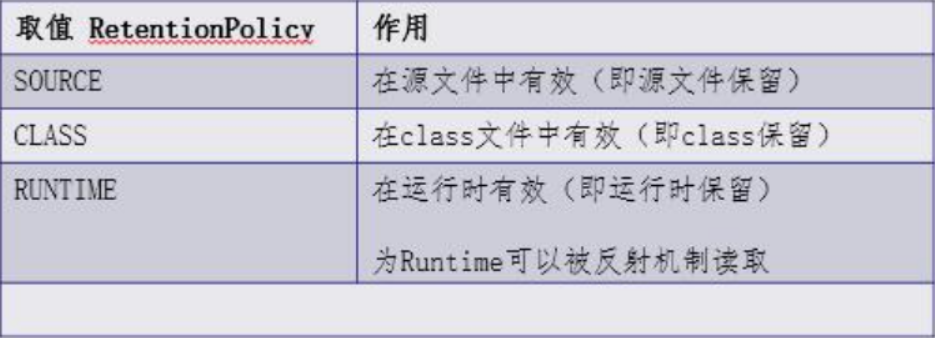 取值 RetentionPolicy 作用
SOURCE 在源文件中有效（即源文件保留）
CLASS 在class文件中有效（即class保留）
RUNTIME 在运行时有效（即运行时保留）
为Runtime可以被反射机制读取